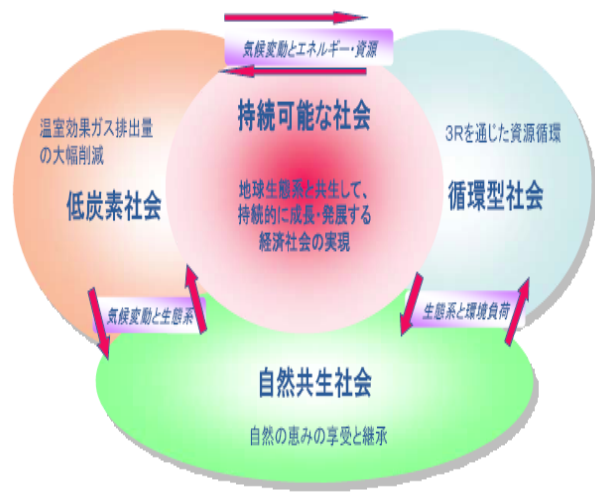 気候変動とエネルギー・資源
持続可能な社会
温室効果ガス排出量
の大幅削減
低炭素社会
3Rを通じた資源循環
循環型社会
地球生態系と共生して、
持続的に成長・発展する
経済社会の実現
気候変動と生態系
生態系と環境負荷
自然共生社会
自然の恵みの享受と継承